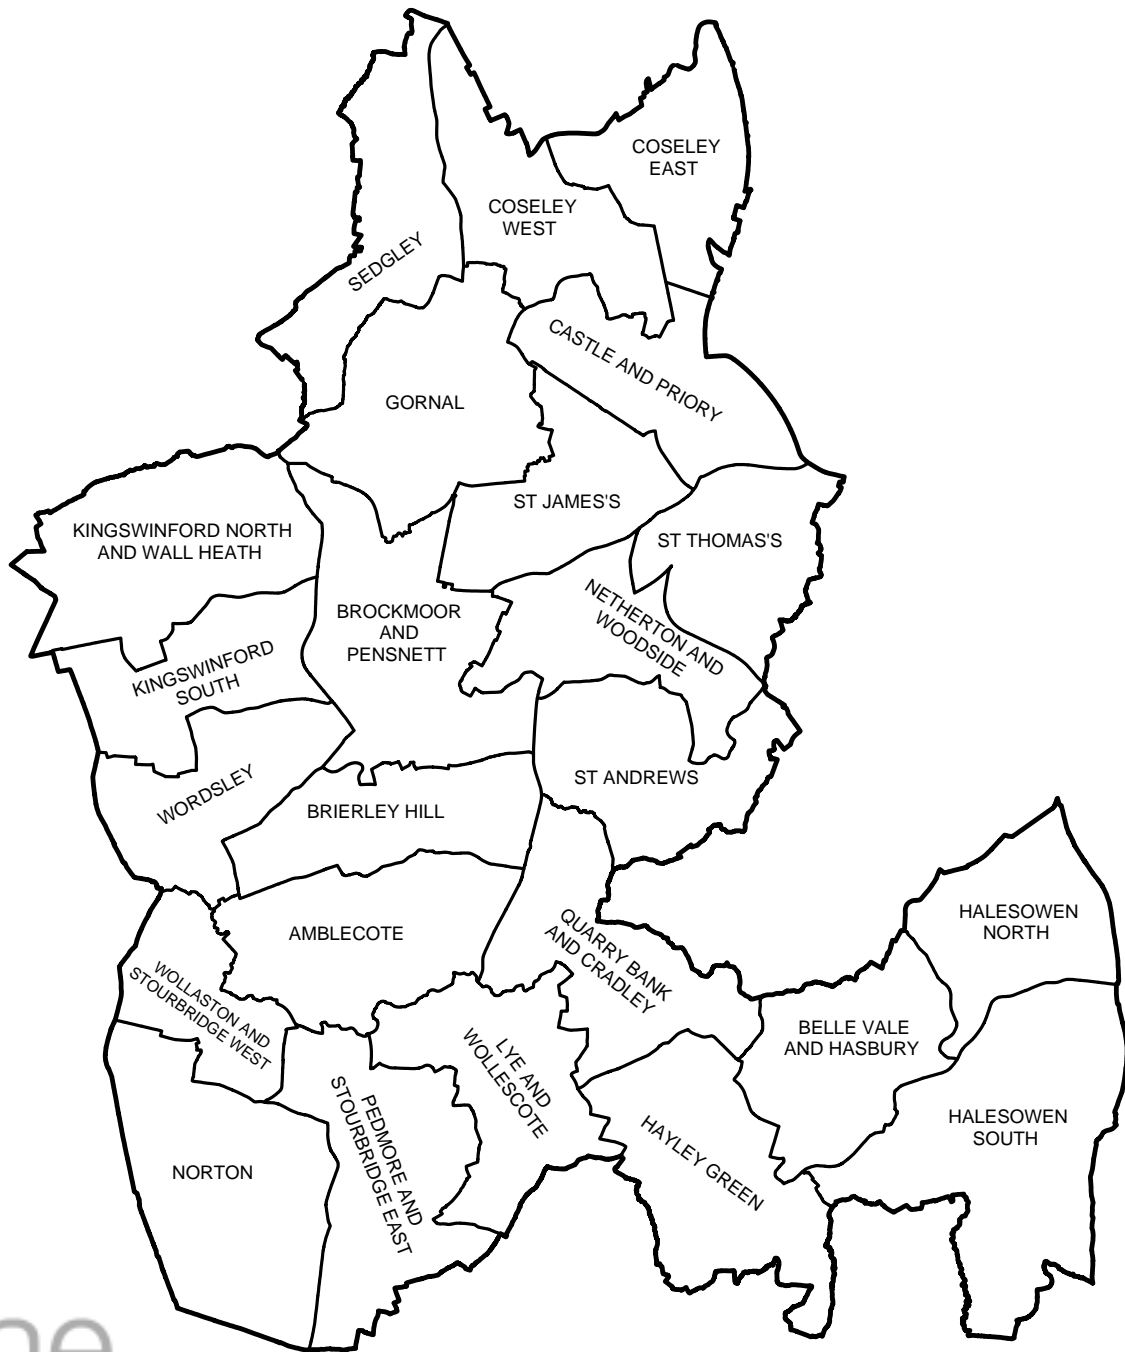 COSELEY
EAST
COSELEY
WEST
SEDGLEY
CASTLE AND PRIORY
GORNAL
ST JAMES'S
KINGSWINFORD NORTH
AND WALL HEATH
ST THOMAS'S
BROCKMOOR
AND
PENSNETT
NETHERTON AND
WOODSIDE
KINGSWINFORD
SOUTH
WORDSLEY
ST ANDREWS
BRIERLEY HILL
AMBLECOTE
QUARRY BANK
AND CRADLEY
HALESOWEN
NORTH
WOLLASTON AND
STOURBRIDGE WEST
BELLE VALE
AND HASBURY
LYE AND
WOLLESCOTE
PEDMORE AND
STOURBRIDGE EAST
HALESOWEN
SOUTH
HAYLEY GREEN
NORTON